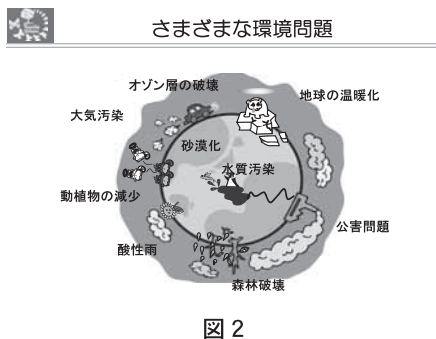 さまざまな環境問題
オゾン層の破壊
地球の温暖化
大気汚染
砂漠化
水質汚染
動植物の減少
公害問題
酸性雨
森林破壊
図2